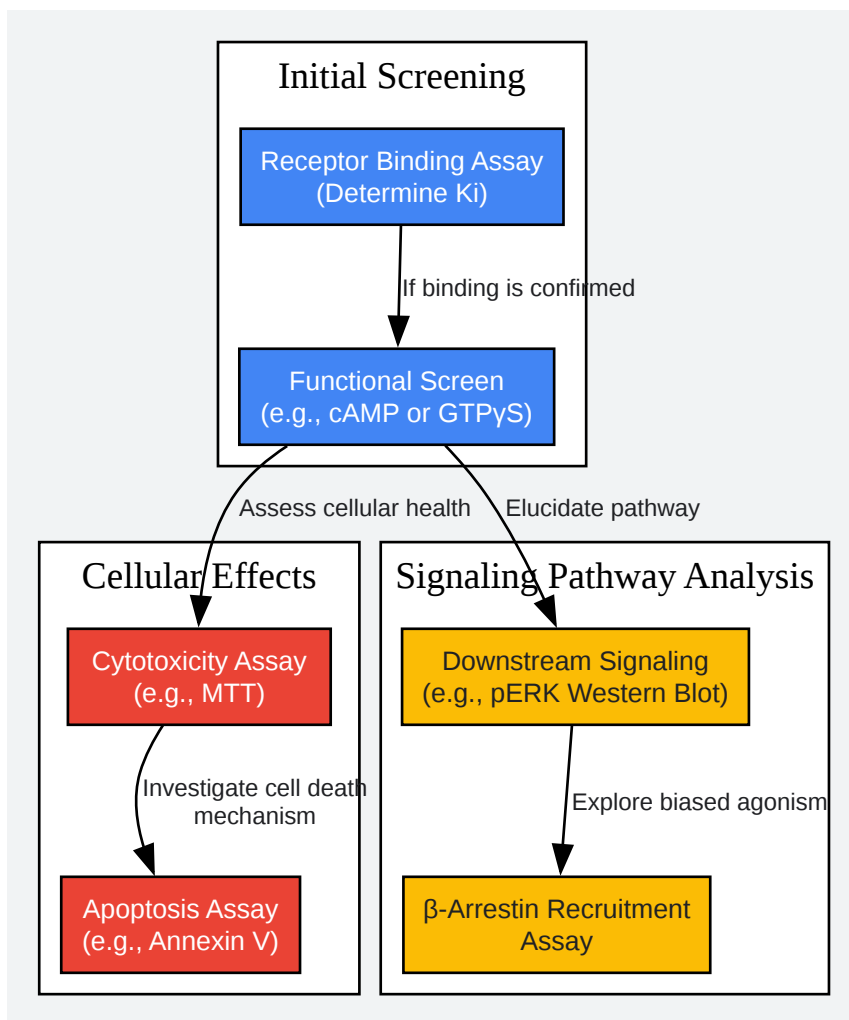 Initial Screening
Receptor Binding Assay
(Determine Ki)
If binding is confirmed
Functional Screen
(e.g., cAMP or GTPγS)
Assess cellular health
Elucidate pathway
Cellular Effects
Signaling Pathway Analysis
Cytotoxicity Assay
(e.g., MTT)
Downstream Signaling
(e.g., pERK Western Blot)
Investigate cell death
mechanism
Explore biased agonism
Apoptosis Assay
(e.g., Annexin V)
β-Arrestin Recruitment
Assay